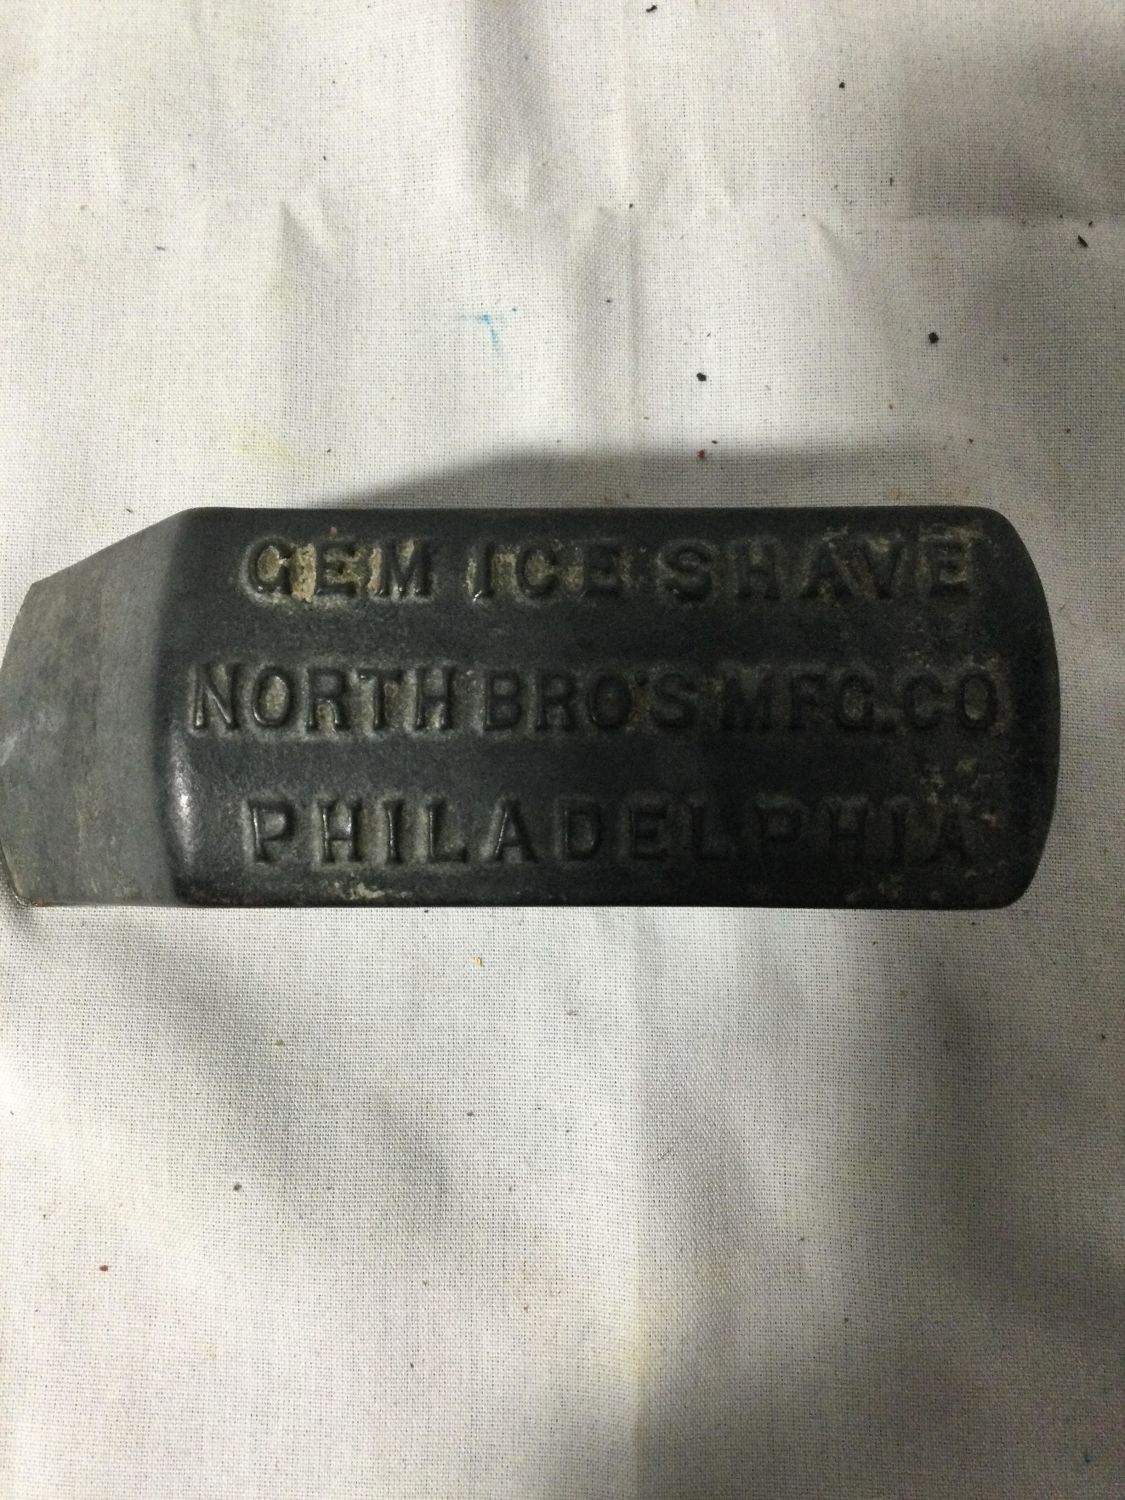 GEM ICE SHAVE
NORTH BRO'S MFG.CO
PHILADELPHIA